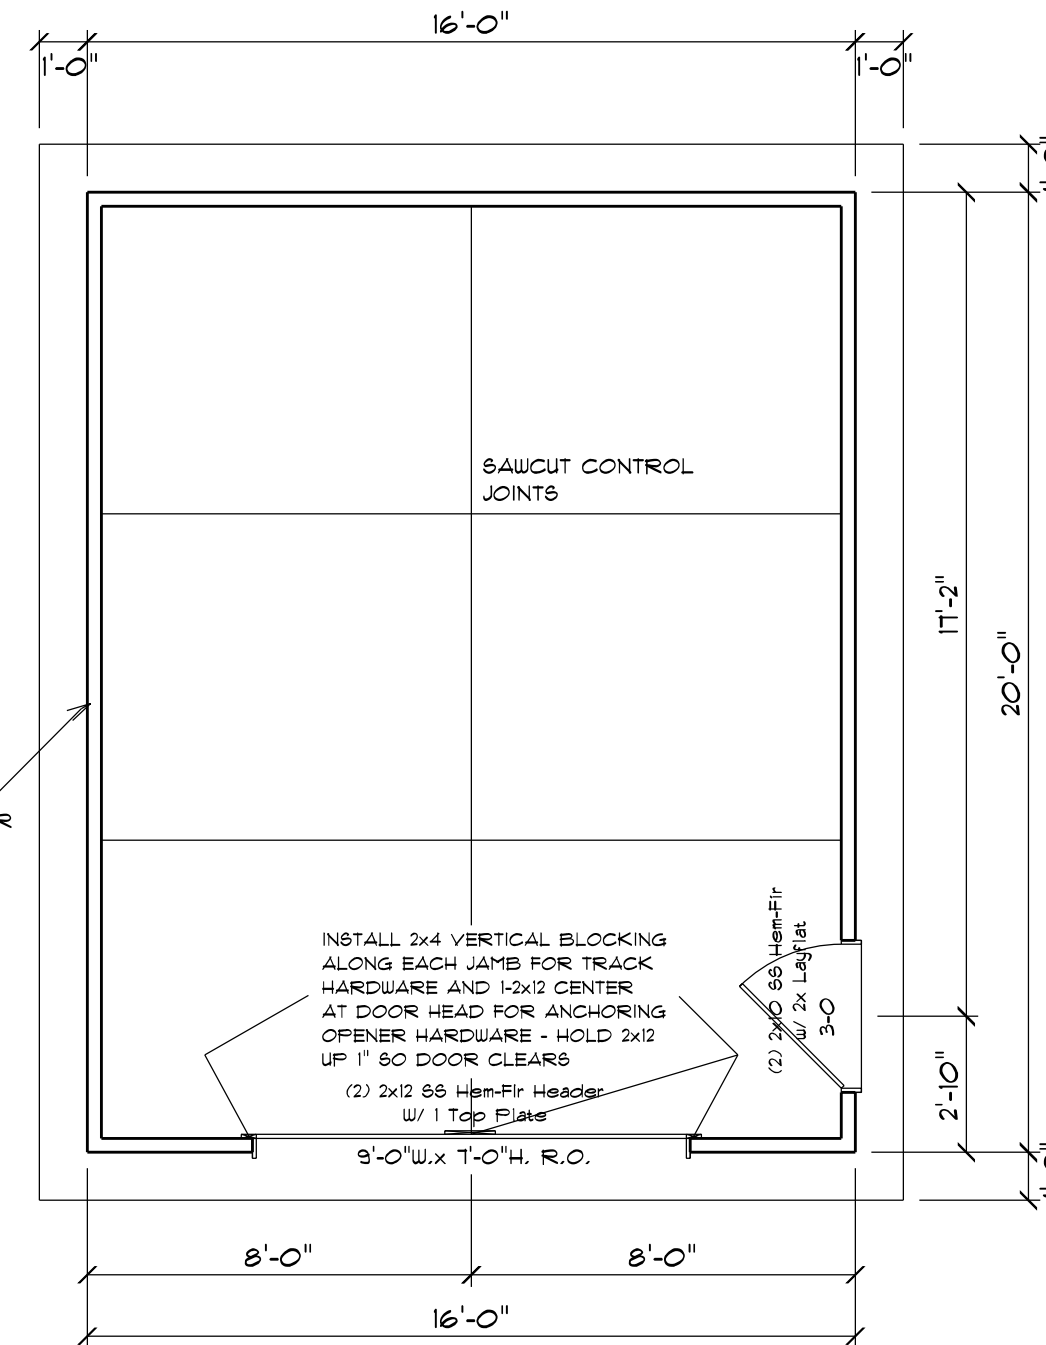 16'-0"
1'-0"
1'-0"
SAWCUT CONTROL
JOINTS
17'-2"
20'-0"
INSTALL 2x4 VERTICAL BLOCKING
ALONG EACH JAMB FOR TRACK
HARDWARE AND 1-2x12 CENTER
AT DOOR HEAD FOR ANCHORING
OPENER HARDWARE - HOLD 2x12
UP 1" SO DOOR CLEARS
(2) 2x12 SS Hem-Fir Header
W/ 1 Top Plate
9'-0"W.x 7'-0"H. R.O.
(2) 2x10 SS Hem-Fir
w/ 2x Layflat
3-0
2'-10"
8'-0"
8'-0"
16'-0"